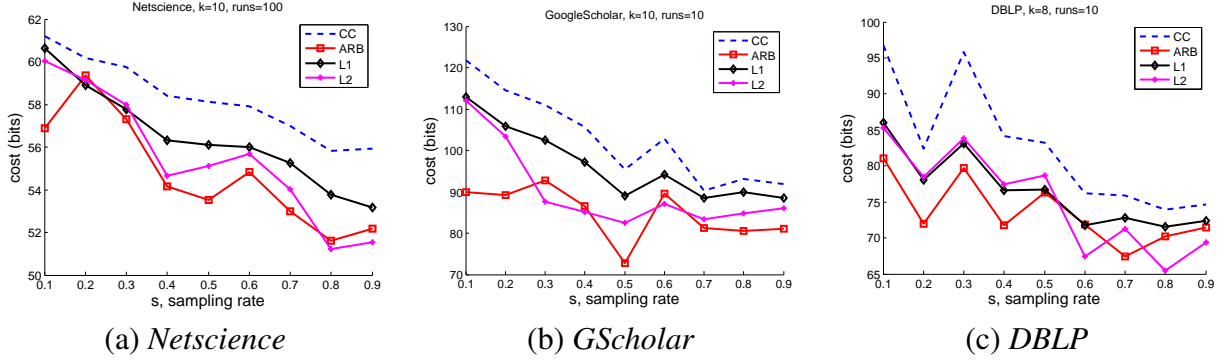 Netscience, k=10, runs=100
62
60
58
56
54
52
50
cost (bits)
CC
ARB
L1
L2
0.1 0.2 0.3 0.4 0.5 0.6 0.7 0.8 0.9
s, sampling rate
(a) Netscience
GoogleScholar, k=10, runs=10
130
120
110
100
90
80
70
cost (bits)
CC
ARB
L1
L2
0.1 0.2 0.3 0.4 0.5 0.6 0.7 0.8 0.9
s, sampling rate
(b) GScholar
DBLP, k=8, runs=10
100
95
90
85
80
75
70
65
cost (bits)
CC
ARB
L1
L2
0.1 0.2 0.3 0.4 0.5 0.6 0.7 0.8 0.9
s, sampling rate
(c) DBLP